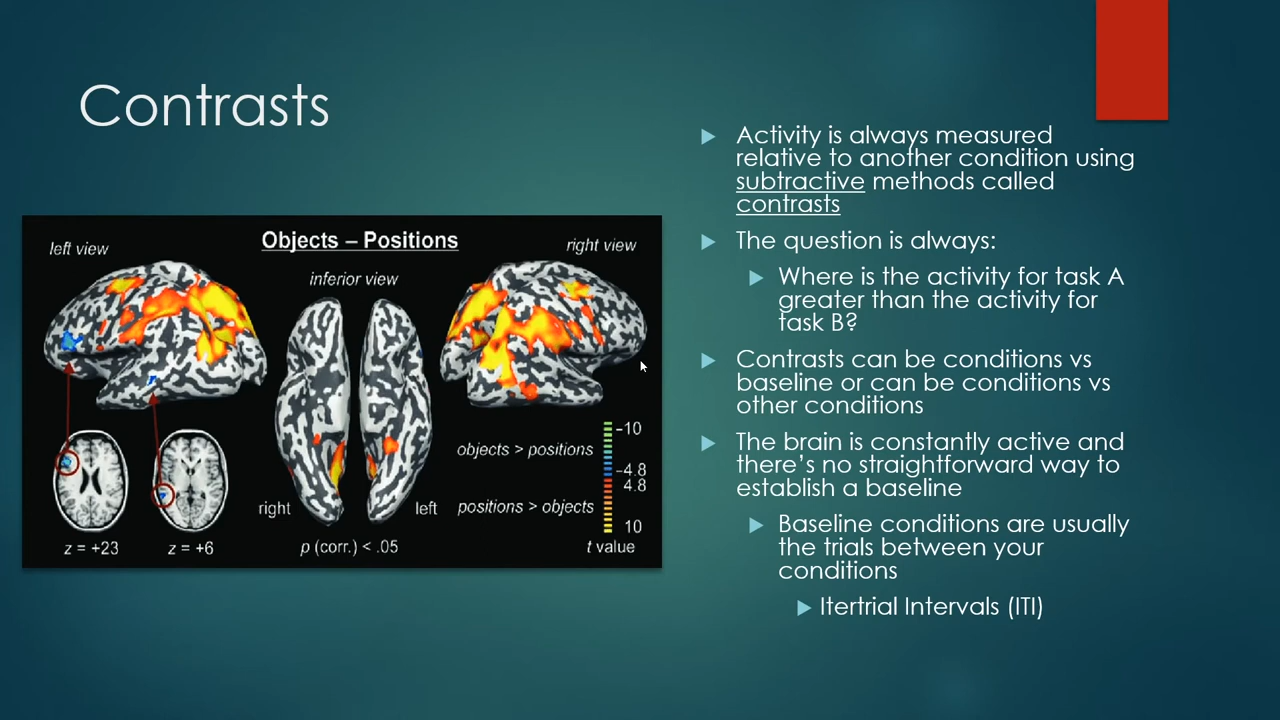 Contrasts
left view
Objects – Positions
right view
inferior view
objects > positions
positions > objects
–10
–4.8
4.8
10
right
left
z = +23
z = +6
p (corr.) < .05
t value
Activity is always measured
relative to another condition using
subtractive methods called
contrasts
The question is always:
Where is the activity for task A
greater than the activity for
task B?
Contrasts can be conditions vs
baseline or can be conditions vs
other conditions
The brain is constantly active and
there's no straightforward way to
establish a baseline
Baseline conditions are usually
the trials between your
conditions
Itertrial Intervals (ITI)